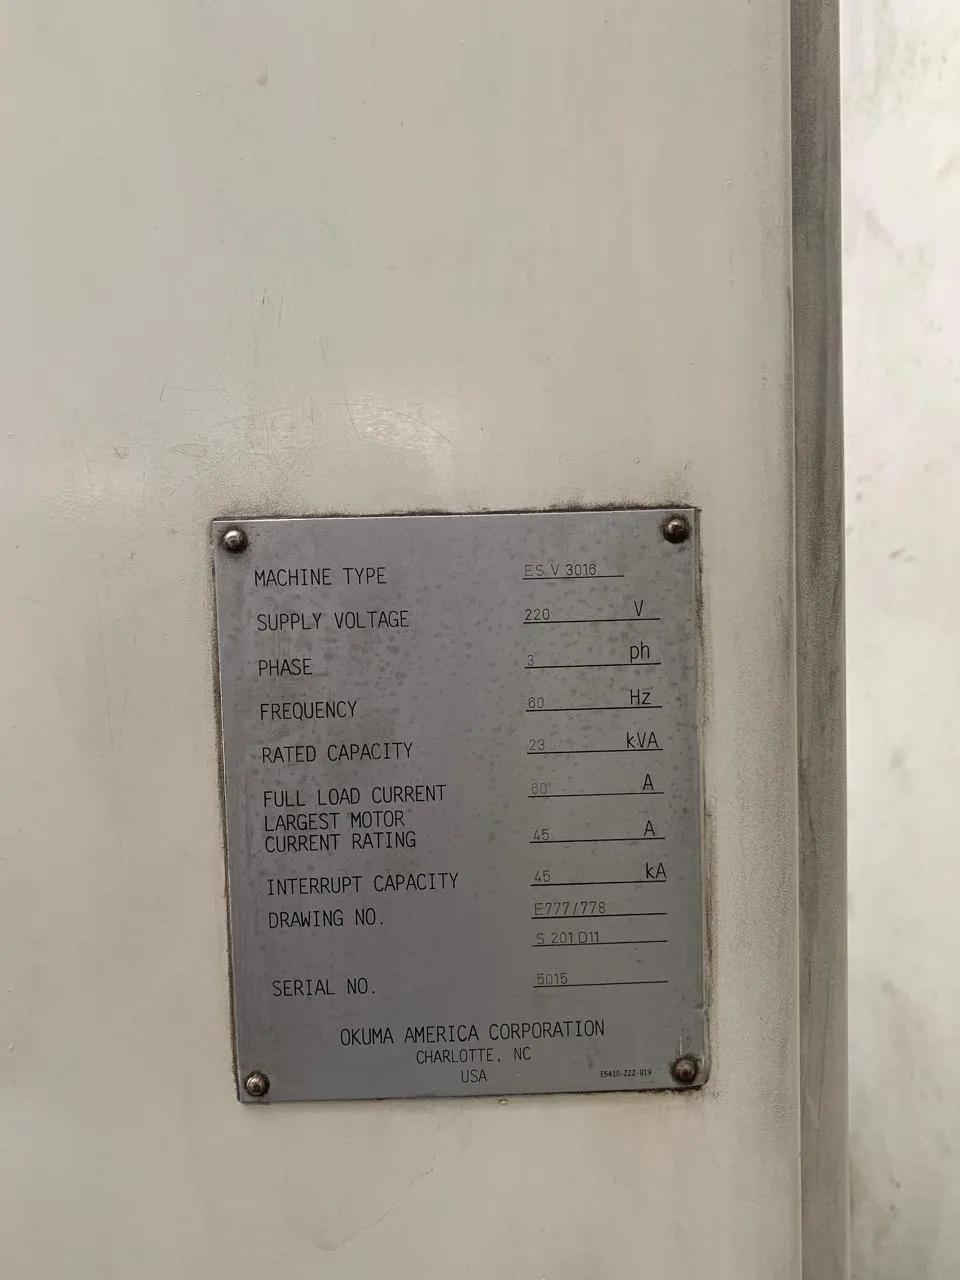 MACHINE TYPE ES V 3016
SUPPLY VOLTAGE 220 V
PHASE 3 ph
FREQUENCY 60 Hz
RATED CAPACITY 23 kVA
FULL LOAD CURRENT 60 A
LARGEST MOTOR
CURRENT RATING 45 A
INTERRUPT CAPACITY 45 kA
DRAWING NO. E777/778
S 201 D11
SERIAL NO. 5015
OKUMA AMERICA CORPORATION
CHARLOTTE, NC
USA
E5410-ZZZ-019